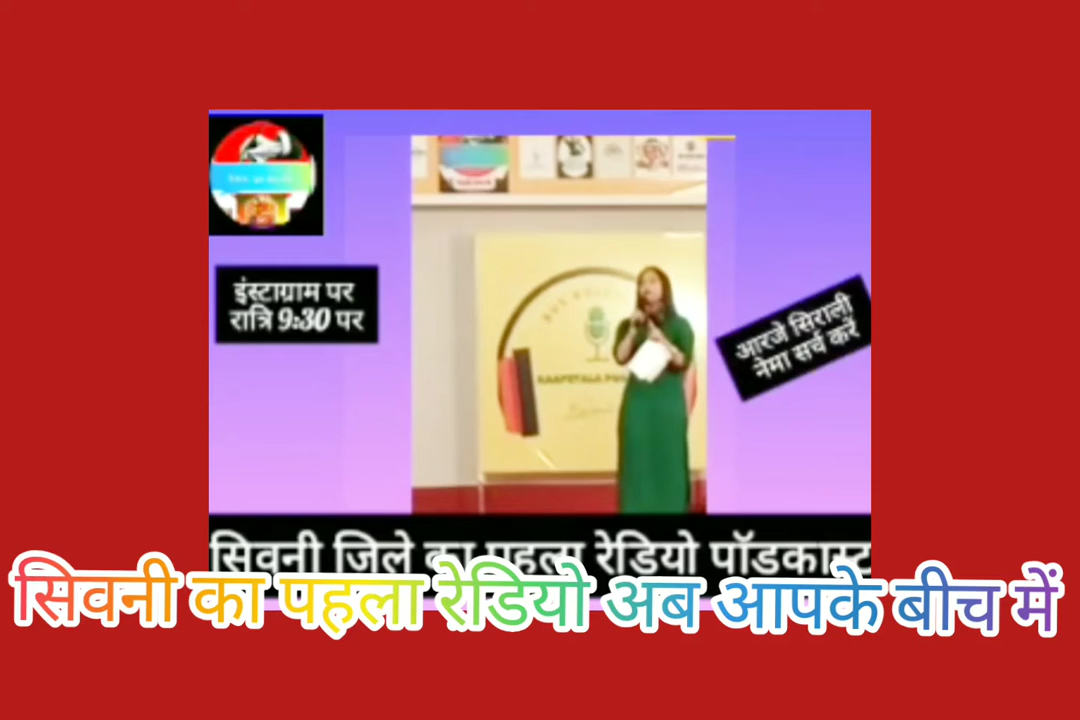 इंस्टाग्राम पर
रात्रि 9:30 पर
आरजे सिराली
नेमा सर्च करें
सिवनी जिले का पहला रेडियो पॉडकास्ट
सिवनी का पहला रेडियो अब आपके बीच में